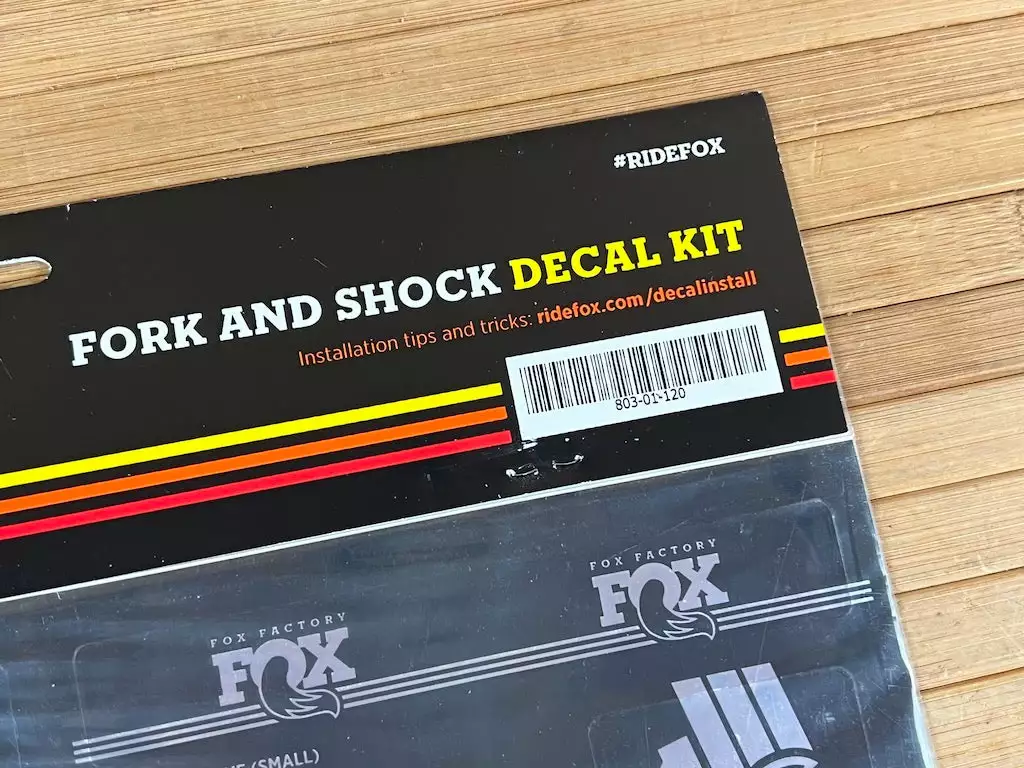 #RIDEFOX
FORK AND SHOCK DECAL KIT
Installation tips and tricks: ridefox.com/decalinstall
803-01-120
FOX FACTORY
FOX
FOX FACTORY
FOX
(SMALL)